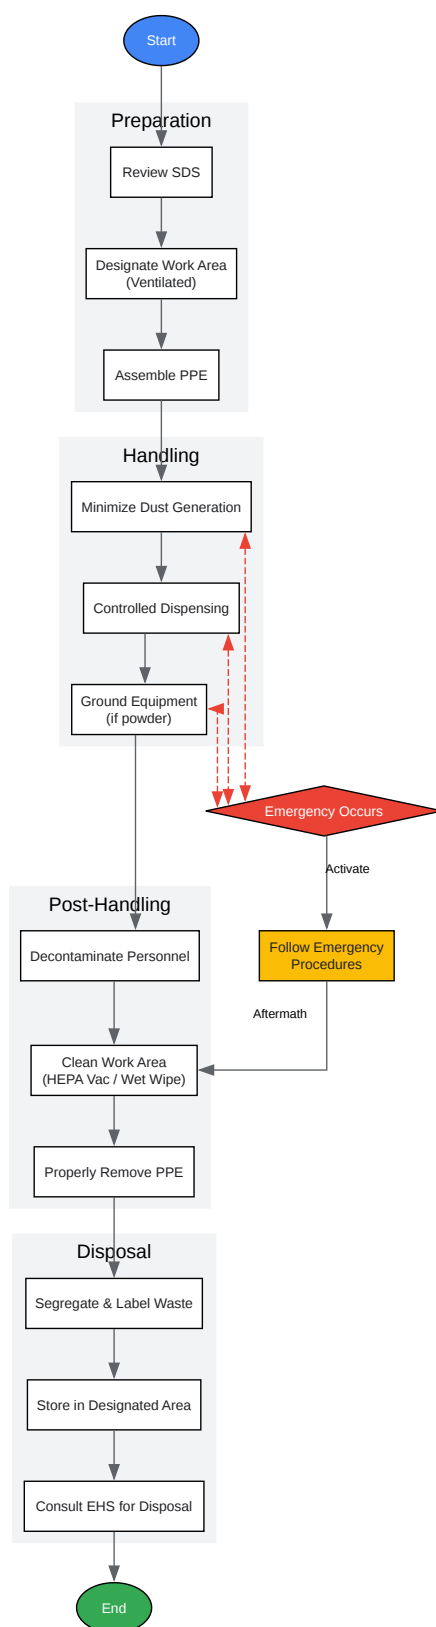 Start
Preparation
Review SDS
Designate Work Area
(Ventilated)
Assemble PPE
Handling
Minimize Dust Generation
Controlled Dispensing
Ground Equipment
(if powder)
Emergency Occurs
Activate
Post-Handling
Decontaminate Personnel
Follow Emergency
Procedures
Aftermath
Clean Work Area
(HEPA Vac / Wet Wipe)
Properly Remove PPE
Disposal
Segregate & Label Waste
Store in Designated Area
Consult EHS for Disposal
End